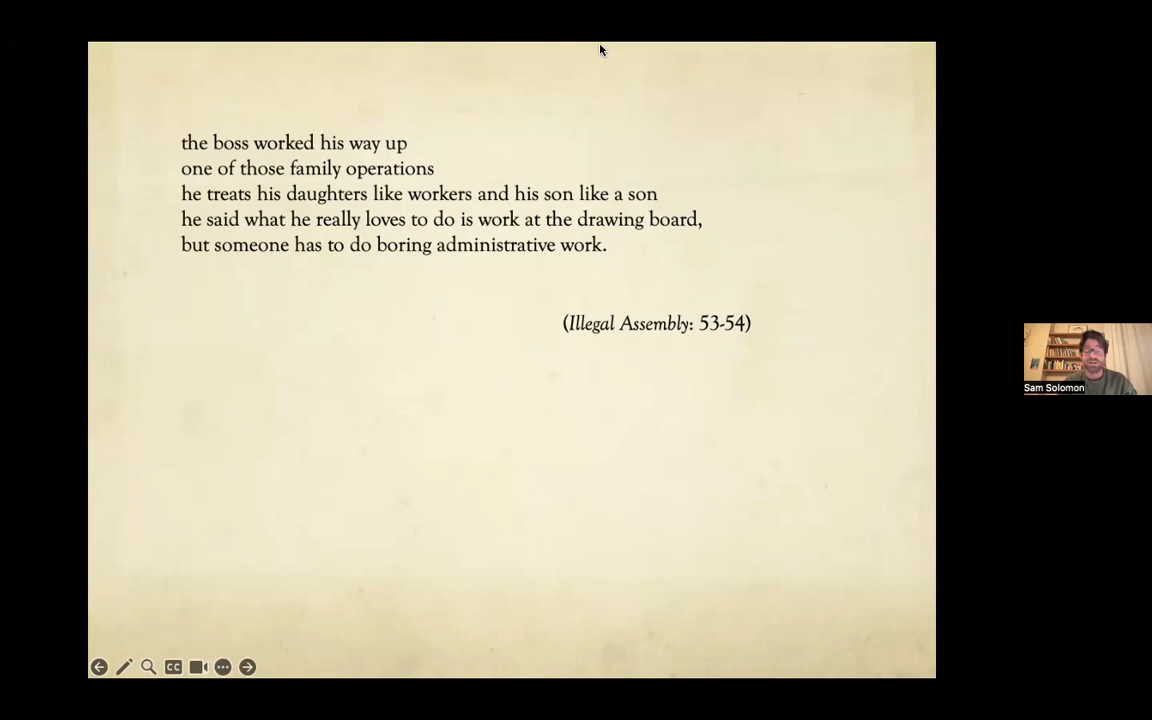 the boss worked his way up
one of those family operations
he treats his daughters like workers and his son like a son
he said what he really loves to do is work at the drawing board,
but someone has to do boring administrative work.
(Illegal Assembly: 53-54)
Sam Solomon
CC